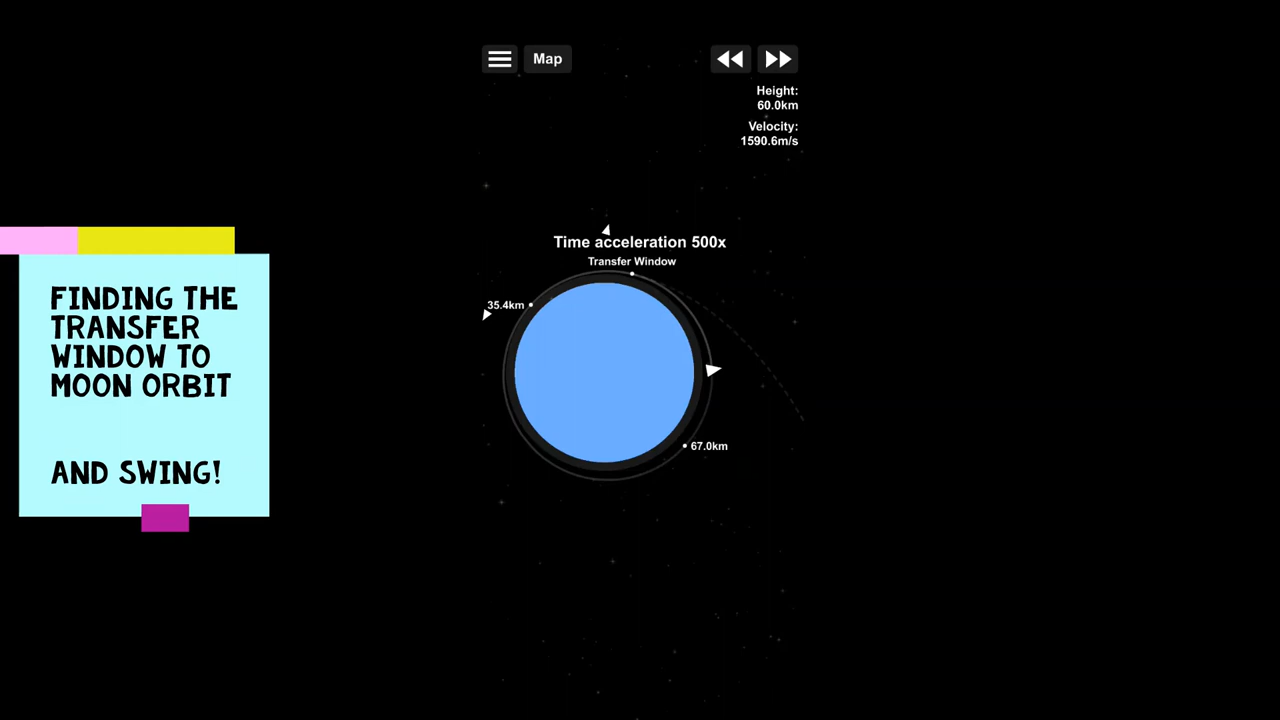 Map
Height:
60.0km
Velocity:
1590.6m/s
Time acceleration 500x
Transfer Window
35.4km
67.0km
FINDING THE
TRANSFER
WINDOW TO
MOON ORBIT
AND SWING!